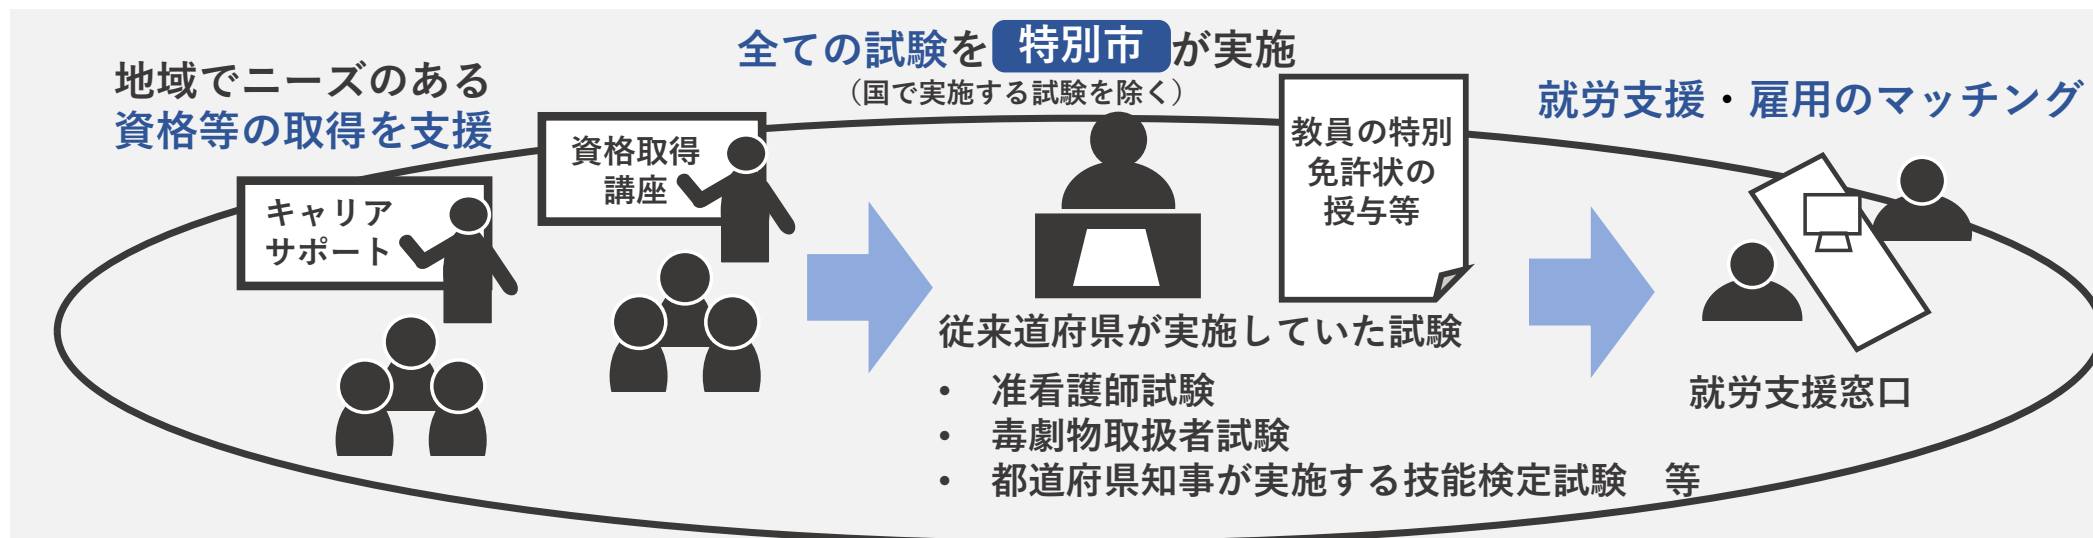 地域でニーズのある
資格等の取得を支援
キャリア
サポート
資格取得
講座
全ての試験を 特別市 が実施
（国で実施する試験を除く）
教員の特別
免許状の
授与等
従来道府県が実施していた試験
• 准看護師試験
• 毒劇物取扱者試験
• 都道府県知事が実施する技能検定試験　等
就労支援・雇用のマッチング
就労支援窓口